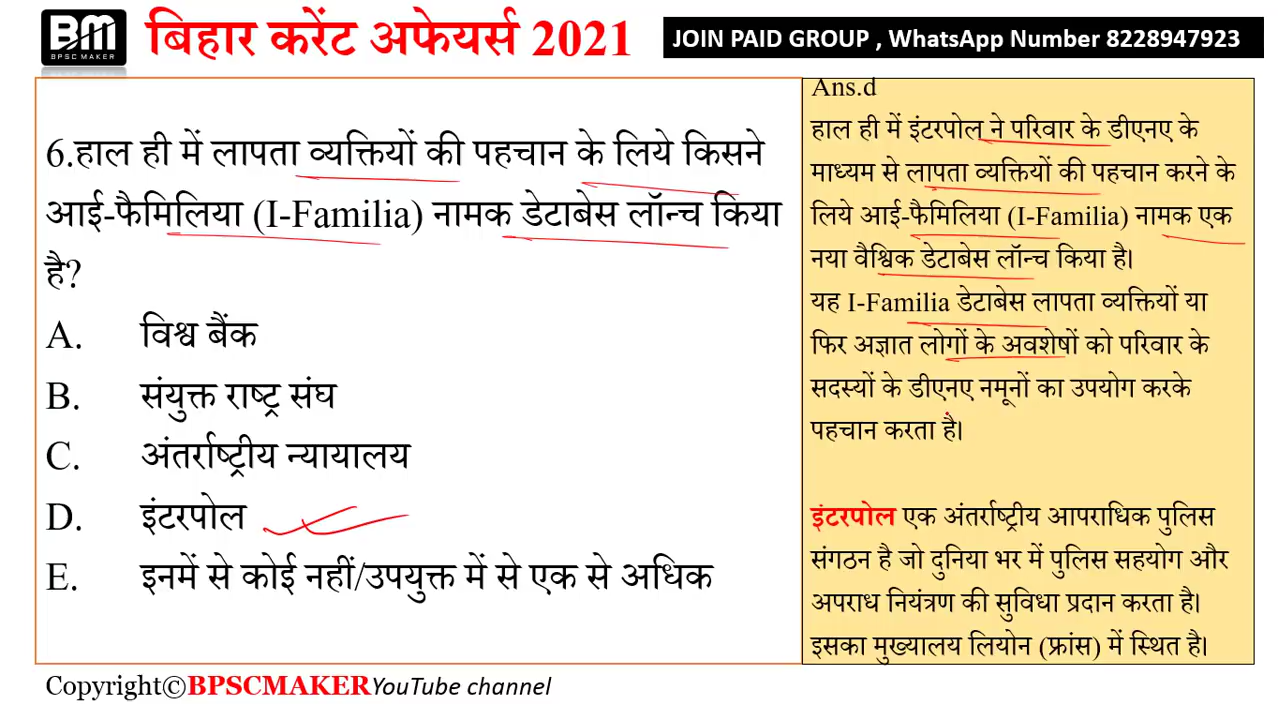 BM
BPSC MAKER
बिहार करेंट अफेयर्स 2021
JOIN PAID GROUP , WhatsApp Number 8228947923
6.हाल ही में लापता व्यक्तियों की पहचान के लिये किसने
आई-फैमिलिया (I-Familia) नामक डेटाबेस लॉन्च किया
है?
A. विश्व बैंक
B. संयुक्त राष्ट्र संघ
C. अंतर्राष्ट्रीय न्यायालय
D. इंटरपोल
E. इनमें से कोई नहीं/उपयुक्त में से एक से अधिक
Ans.d
हाल ही में इंटरपोल ने परिवार के डीएनए के
माध्यम से लापता व्यक्तियों की पहचान करने के
लिये आई-फैमिलिया (I-Familia) नामक एक
नया वैश्विक डेटाबेस लॉन्च किया है।
यह I-Familia डेटाबेस लापता व्यक्तियों या
फिर अज्ञात लोगों के अवशेषों को परिवार के
सदस्यों के डीएनए नमूनों का उपयोग करके
पहचान करता है।
इंटरपोल एक अंतर्राष्ट्रीय आपराधिक पुलिस
संगठन है जो दुनिया भर में पुलिस सहयोग और
अपराध नियंत्रण की सुविधा प्रदान करता है।
इसका मुख्यालय लियोन (फ्रांस) में स्थित है।
Copyright©BPSCMAKERYouTube channel